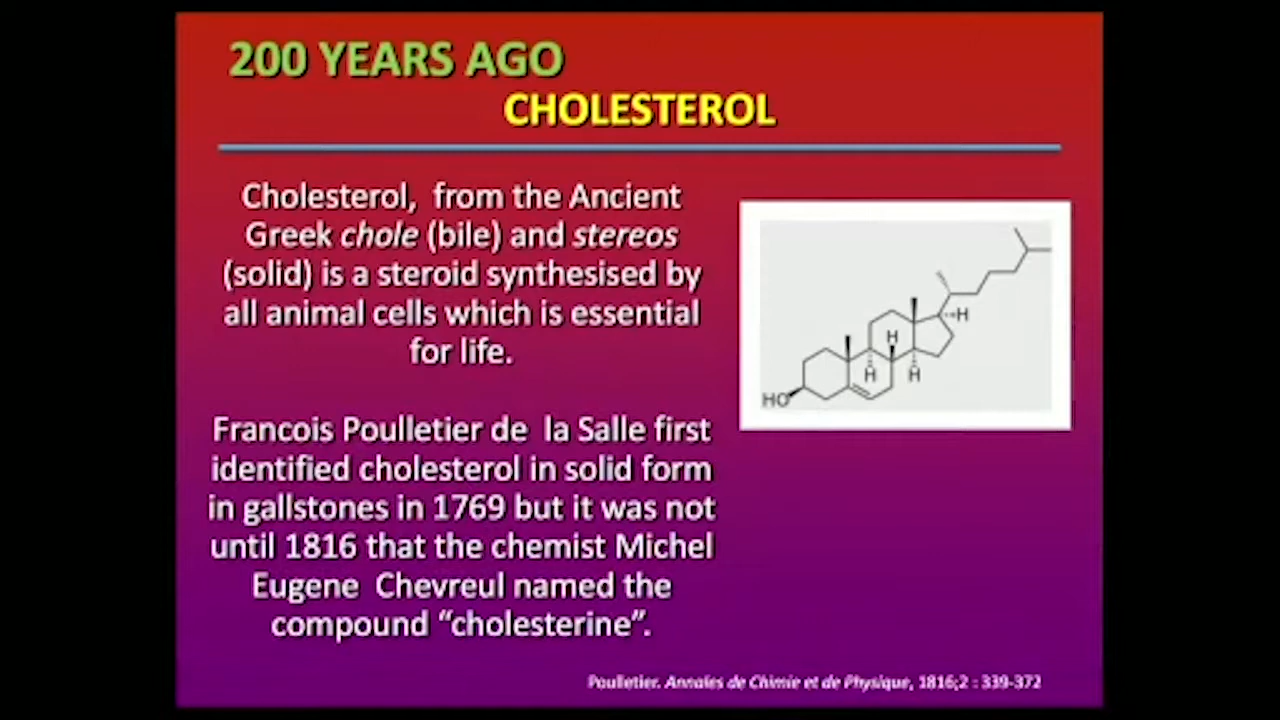 200 YEARS AGO
CHOLESTEROL
Cholesterol, from the Ancient
Greek chole (bile) and stereos
(solid) is a steroid synthesised by
all animal cells which is essential
for life.
Francois Poulletier de la Salle first
identified cholesterol in solid form
in gallstones in 1769 but it was not
until 1816 that the chemist Michel
Eugene Chevreul named the
compound “cholesterine”.
H
H
H
H
HO
Poulletier. Annales de Chimie et de Physique, 1816;2 : 339-372